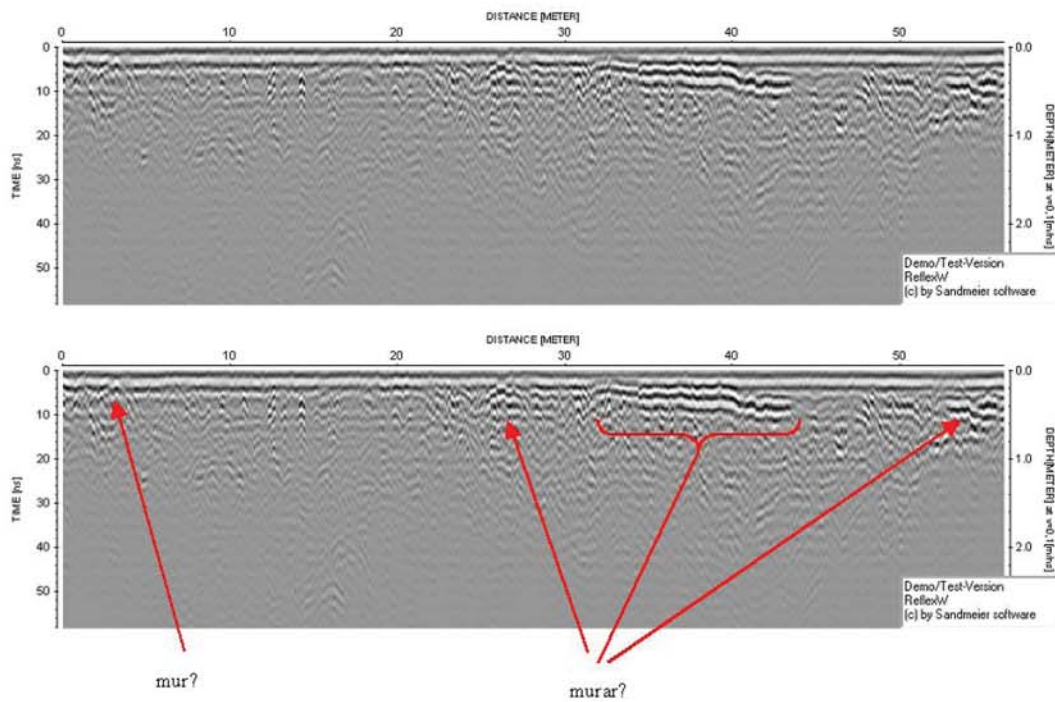 DISTANCE [METER]
0 10 20 30 40 50
TIME [ns]
0
10
20
30
40
50
0.0
1.0
2.0
DEPTH[METER] at v=0,1[m/ns]
Demo/Test-Version
ReflexW
(c) by Sandmeier software
DISTANCE [METER]
0 10 20 30 40 50
TIME [ns]
0
10
20
30
40
50
0.0
1.0
2.0
DEPTH[METER] at v=0,1[m/ns]
Demo/Test-Version
ReflexW
(c) by Sandmeier software
mur?
murar?